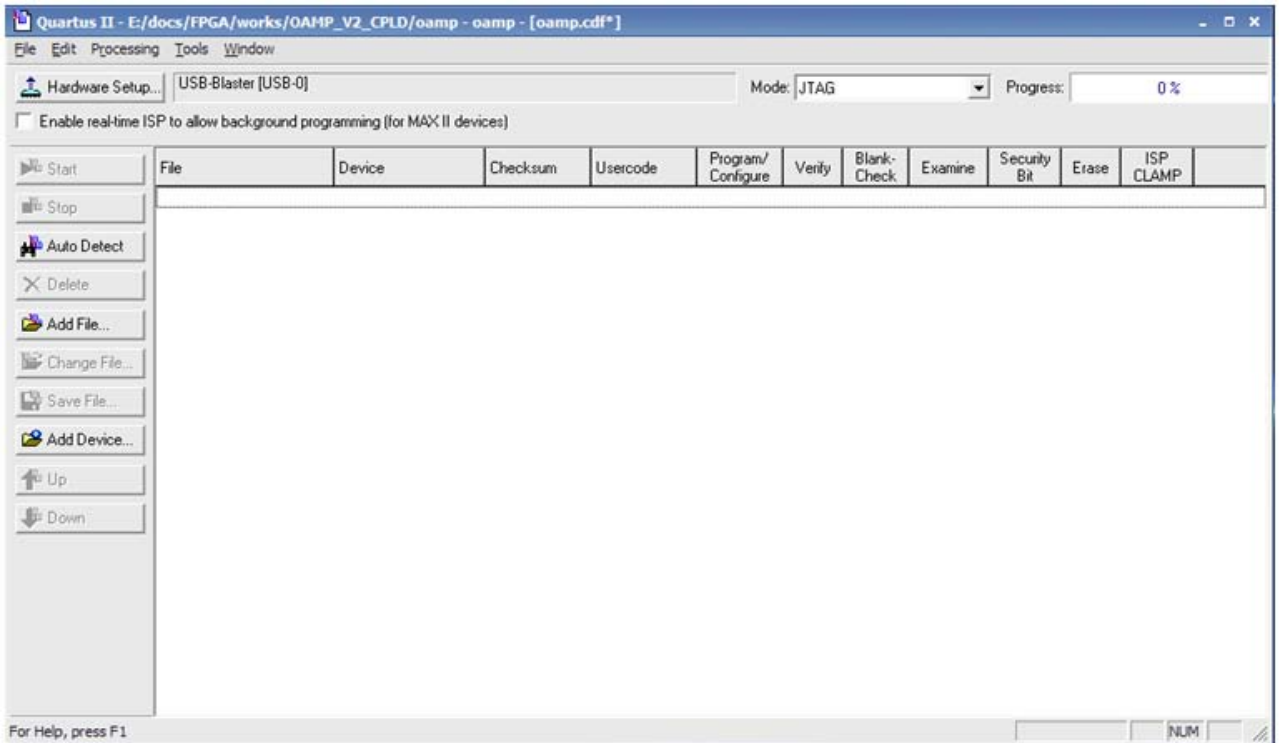 Quartus II - E:/docs/FPGA/works/OAMP_V2_CPLD/oamp - oamp - [oamp.cdf*]
File Edit Processing Tools Window
Hardware Setup... USB-Blaster [USB-0] Mode: JTAG Progress: 0 %
Enable real-time ISP to allow background programming (for MAX II devices)
Start
Stop
Auto Detect
Delete
Add File...
Change File...
Save File...
Add Device...
Up
Down
File Device Checksum Usercode Program/ Verify Blank- Examine Security Erase ISP
Configure Check Bit CLAMP
For Help, press F1 NUM